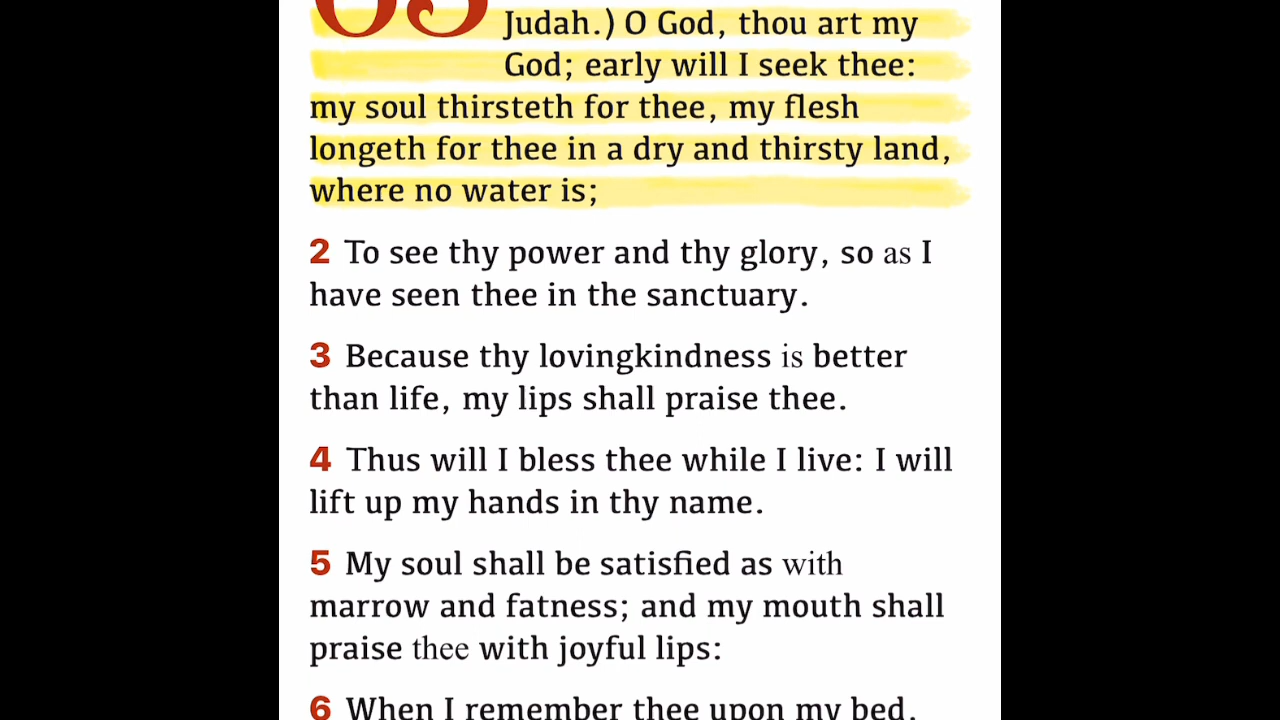 63 Judah.) O God, thou art my
God; early will I seek thee:
my soul thirsteth for thee, my flesh
longeth for thee in a dry and thirsty land,
where no water is;
2 To see thy power and thy glory, so as I
have seen thee in the sanctuary.
3 Because thy lovingkindness is better
than life, my lips shall praise thee.
4 Thus will I bless thee while I live: I will
lift up my hands in thy name.
5 My soul shall be satisfied as with
marrow and fatness; and my mouth shall
praise thee with joyful lips:
6 When I remember thee upon my bed,